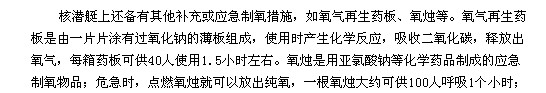 核潜艇上还备有其他补充或应急制氧措施，如氧气再生药板、氧烛等。氧气再生药
板是由一片片涂有过氧化钠的薄板组成，使用时产生化学反应，吸收二氧化碳，释放出
氧气，每箱药板可供40人使用1.5小时左右。氧烛是用亚氯酸钠等化学药品制成的应急
制氧物品；危急时，点燃氧烛就可以放出纯氧，一根氧烛大约可供100人呼吸1个小时；